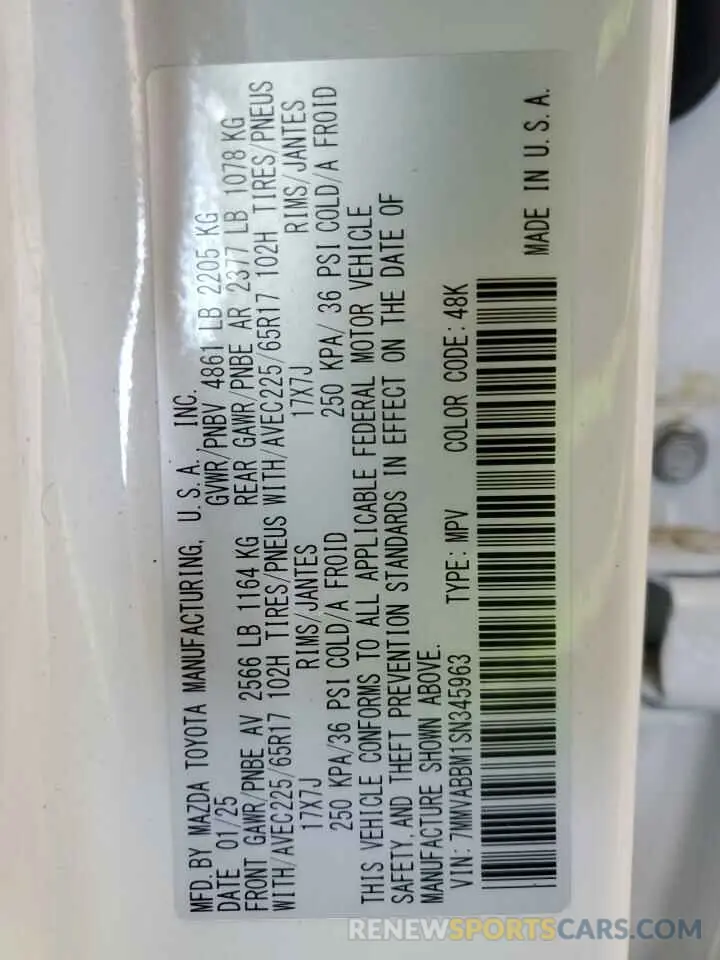 MFD. BY MAZDA TOYOTA MANUFACTURING, U.S.A., INC.
DATE 01/25 GVWR/PNBV 4861 LB 2205 KG
FRONT GAWR/PNBE AV 2566 LB 1164 KG REAR GAWR/PNBE AR 2377 LB 1078 KG
WITH/AVEC225/65R17 102H TIRES/PNEUS WITH/AVEC225/65R17 102H TIRES/PNEUS
17X7J RIMS/JANTES 17X7J RIMS/JANTES
250 KPA/36 PSI COLD/A FROID 250 KPA/ 36 PSI COLD/A FROID
THIS VEHICLE CONFORMS TO ALL APPLICABLE FEDERAL MOTOR VEHICLE
SAFETY, AND THEFT PREVENTION STANDARDS IN EFFECT ON THE DATE OF
MANUFACTURE SHOWN ABOVE.
VIN: 7MMVABBM1SN345963 TYPE: MPV COLOR CODE: 48K
MADE IN U.S.A.
RENEWSPORTSCARS.COM